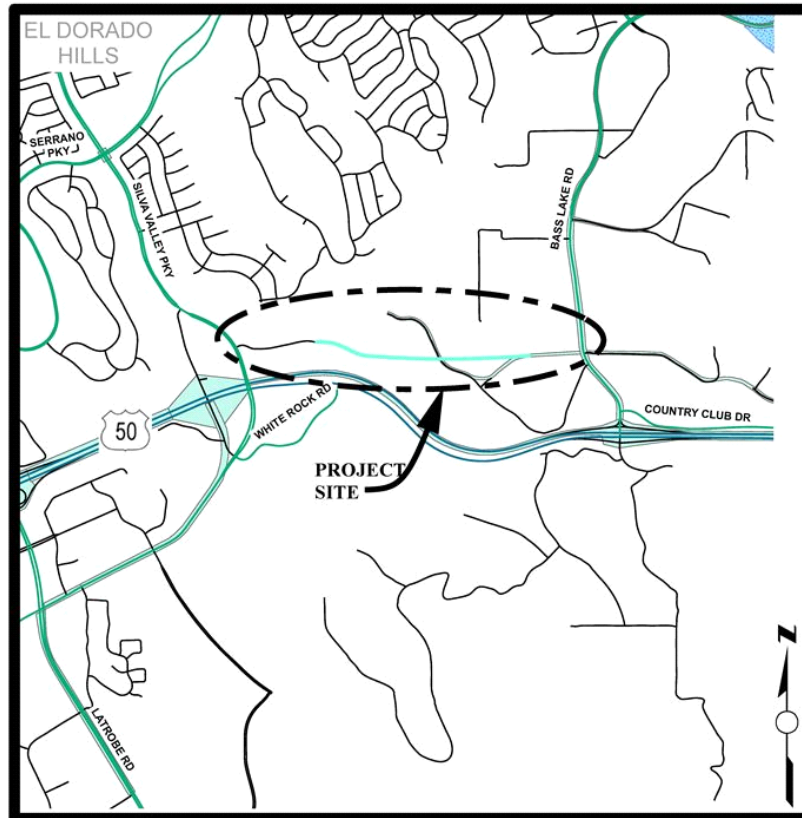 EL DORADO
HILLS
SERRANO
PKY
SILVA VALLEY PKY
BASS LAKE RD
COUNTRY CLUB DR
WHITE ROCK RD
50
PROJECT
SITE
LATROBE RD
N